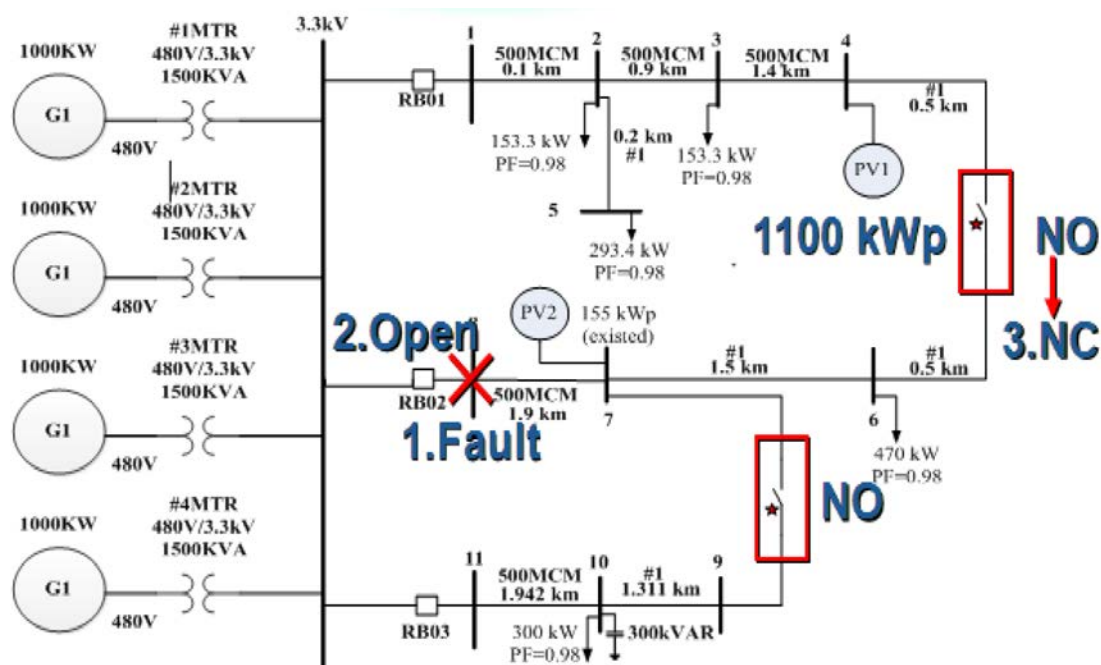 3.3kV
1000KW
#1MTR
480V/3.3kV
1500KVA
G1
480V
1000KW
#2MTR
480V/3.3kV
1500KVA
G1
480V
1000KW
#3MTR
480V/3.3kV
1500KVA
G1
480V
1000KW
#4MTR
480V/3.3kV
1500KVA
G1
480V
RB01
1
500MCM
0.1 km
2
500MCM
0.9 km
3
500MCM
1.4 km
4
#1
0.5 km
153.3 kW
PF=0.98
0.2 km
#1
153.3 kW
PF=0.98
PV1
5
293.4 kW
PF=0.98
1100 kWp
NO
3.NC
PV2
155 kWp
(existed)
2.Open
RB02
1.Fault
500MCM
1.9 km
7
#1
1.5 km
#1
0.5 km
6
470 kW
PF=0.98
NO
RB03
11
500MCM
1.942 km
10
#1
1.311 km
9
300 kW
PF=0.98
300kVAR